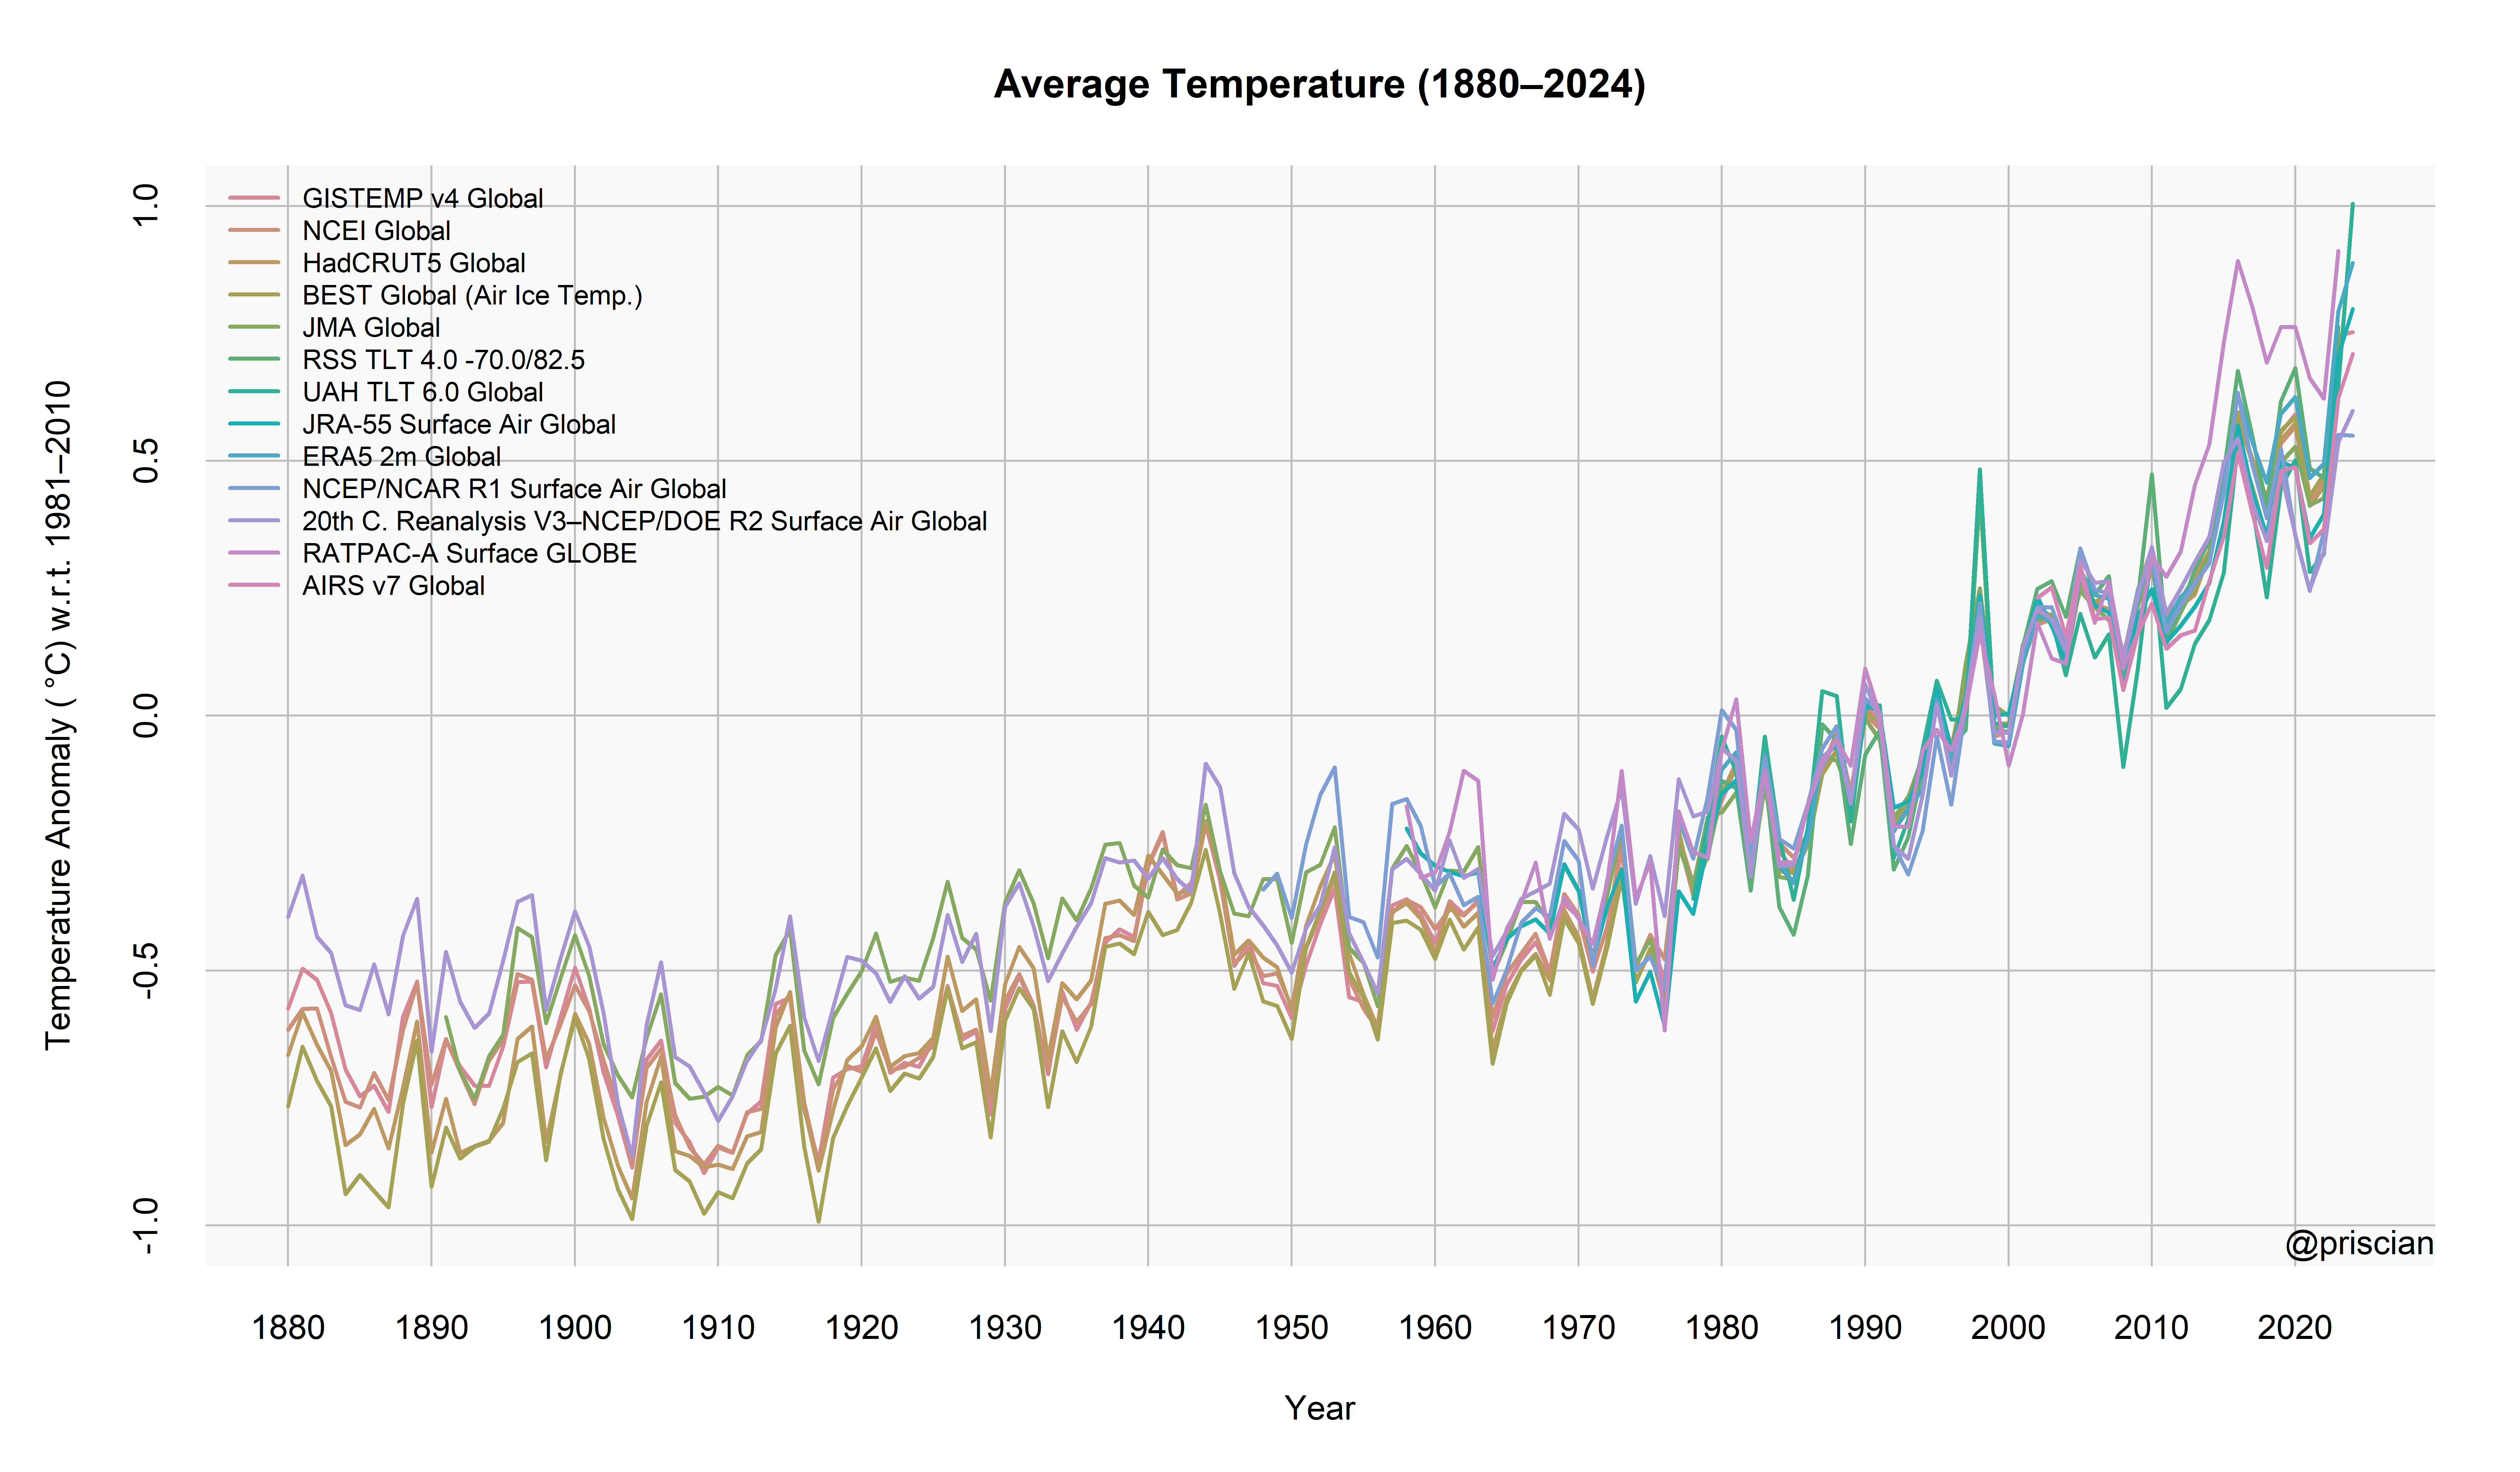 Average Temperature (1880–2024)
Temperature Anomaly ( °C) w.r.t. 1981–2010
1.0
0.5
0.0
-0.5
-1.0
GISTEMP v4 Global
NCEI Global
HadCRUT5 Global
BEST Global (Air Ice Temp.)
JMA Global
RSS TLT 4.0 -70.0/82.5
UAH TLT 6.0 Global
JRA-55 Surface Air Global
ERA5 2m Global
NCEP/NCAR R1 Surface Air Global
20th C. Reanalysis V3–NCEP/DOE R2 Surface Air Global
RATPAC-A Surface GLOBE
AIRS v7 Global
@priscian
1880 1890 1900 1910 1920 1930 1940 1950 1960 1970 1980 1990 2000 2010 2020
Year